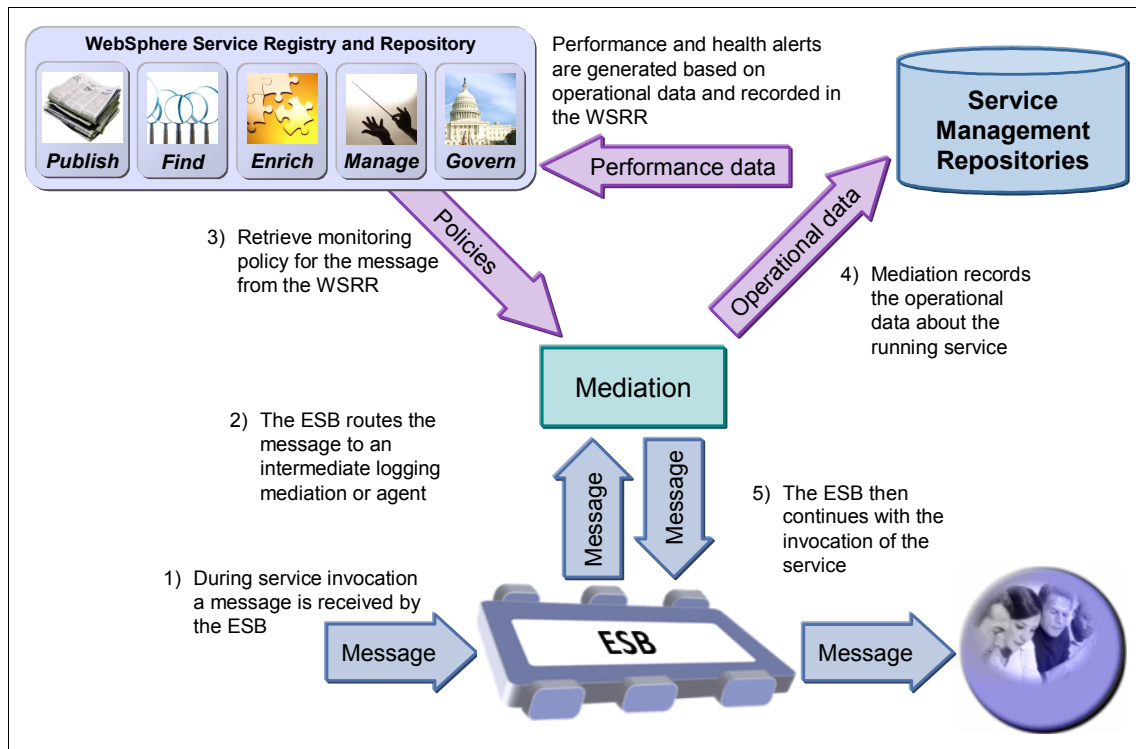 WebSphere Service Registry and Repository
Publish
Find
Enrich
Manage
Govern
Performance and health alerts
are generated based on
operational data and recorded in
the WSRR
Service
Management
Repositories
Performance data
Policies
Operational data
3) Retrieve monitoring
policy for the message
from the WSRR
4) Mediation records
the operational
data about the
running service
Mediation
2) The ESB routes the
message to an
intermediate logging
mediation or agent
Message
Message
5) The ESB then
continues with the
invocation of the
service
1) During service invocation
a message is received by
the ESB
Message
ESB
Message